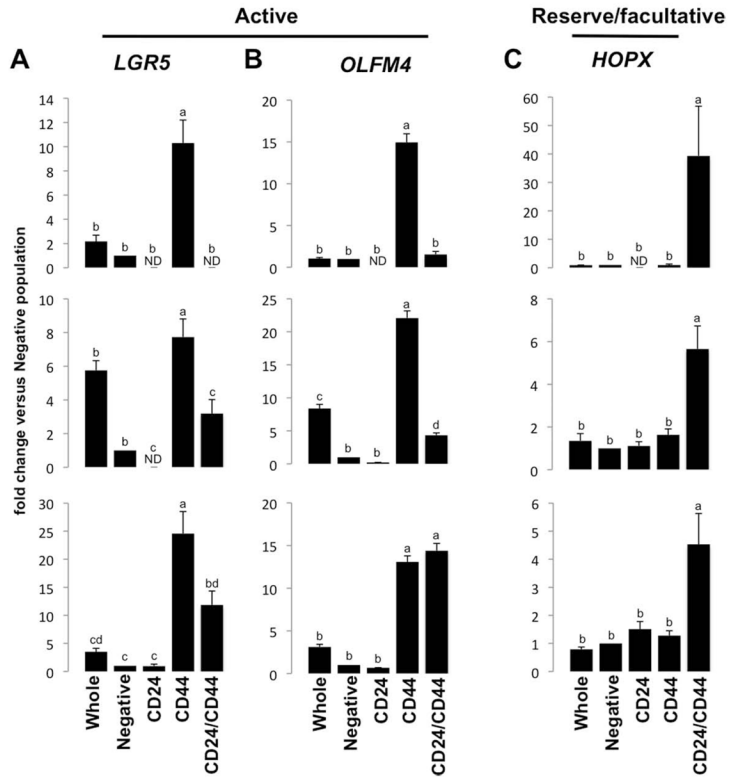 Active
Reserve/facultative
A
LGR5
B
OLFM4
C
HOPX
fold change versus Negative population
14
12
10
8
6
4
2
0
b
b
b
ND
a
b
ND
20
15
10
5
0
b
b
b
ND
a
b
60
50
40
30
20
10
0
b
b
b
ND
b
a
10
8
6
4
2
0
b
b
c
ND
a
c
25
20
15
10
5
0
c
b
b
a
d
8
6
4
2
0
b
b
b
b
a
30
25
20
15
10
5
0
cd
c
c
a
bd
20
15
10
5
0
b
b
b
a
a
6
5
4
3
2
1
0
b
b
b
b
a
Whole
Negative
CD24
CD44
CD24/CD44
Whole
Negative
CD24
CD44
CD24/CD44
Whole
Negative
CD24
CD44
CD24/CD44